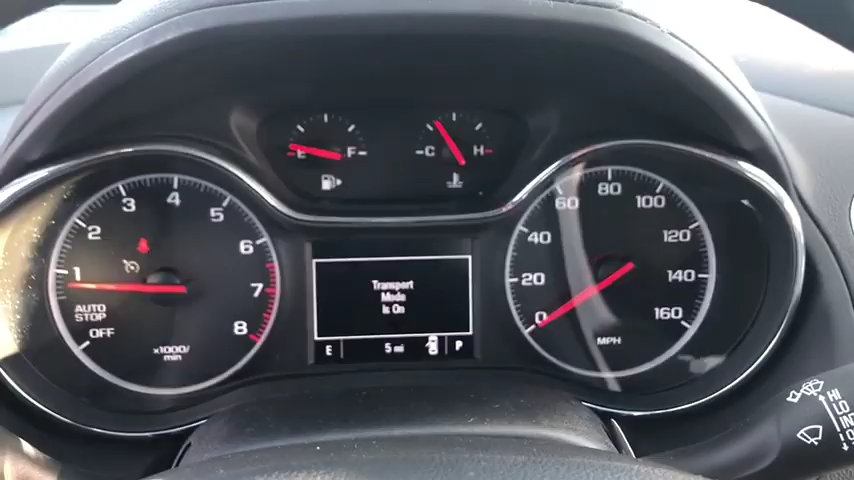 E F
C H
1 2 3 4 5 6 7 8
AUTO
STOP
OFF
x1000/
min
Transport
Mode
Is On
E 5 mi P
0 20 40 60 80 100 120 140 160
MPH
HI
LO